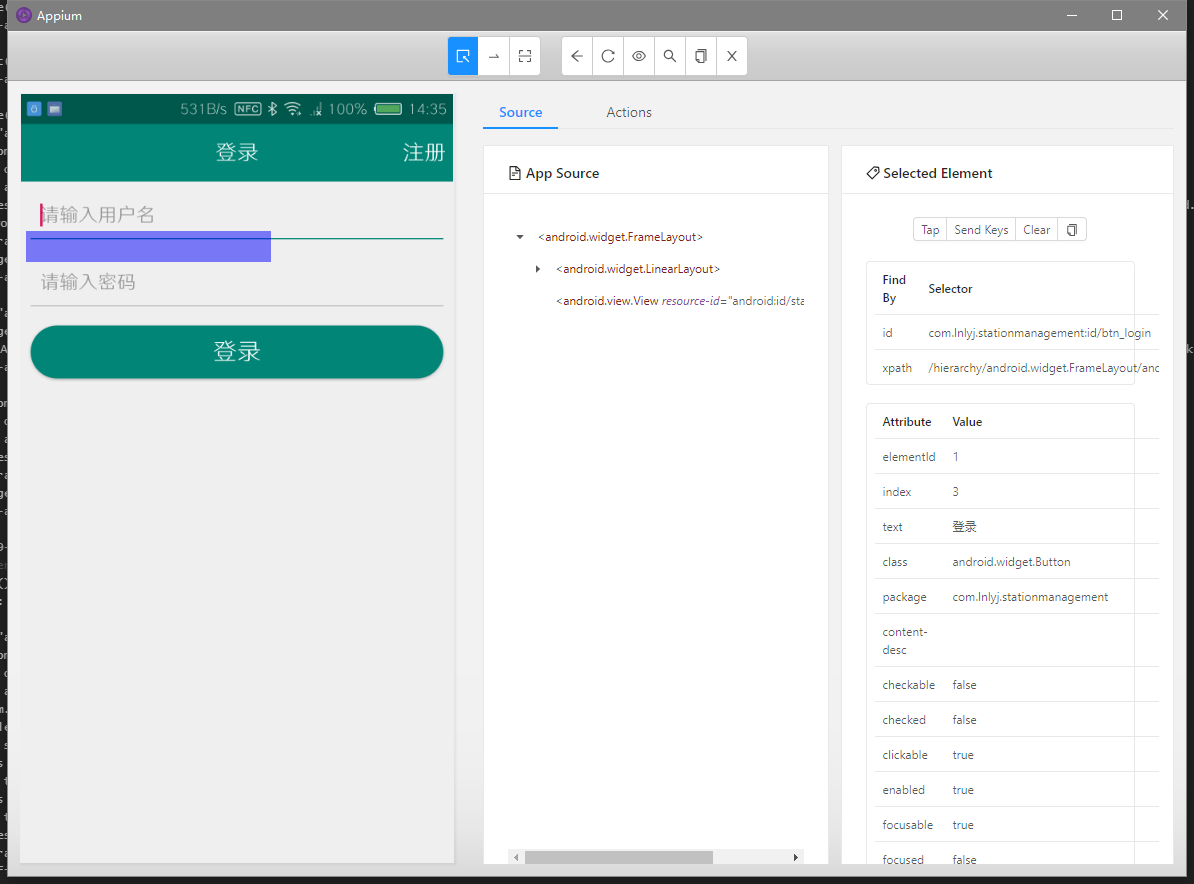 Appium
531B/s NFC 100% 14:35
登录 注册
请输入用户名
请输入密码
登录
Source Actions
App Source
<android.widget.FrameLayout>
<android.widget.LinearLayout>
<android.view.View resource-id="android:id/sta
Selected Element
Tap Send Keys Clear
Find By Selector
id com.lnlyj.stationmanagement:id/btn_login
xpath /hierarchy/android.widget.FrameLayout/and
Attribute Value
elementId 1
index 3
text 登录
class android.widget.Button
package com.lnlyj.stationmanagement
content-desc
checkable false
checked false
clickable true
enabled true
focusable true
focused false